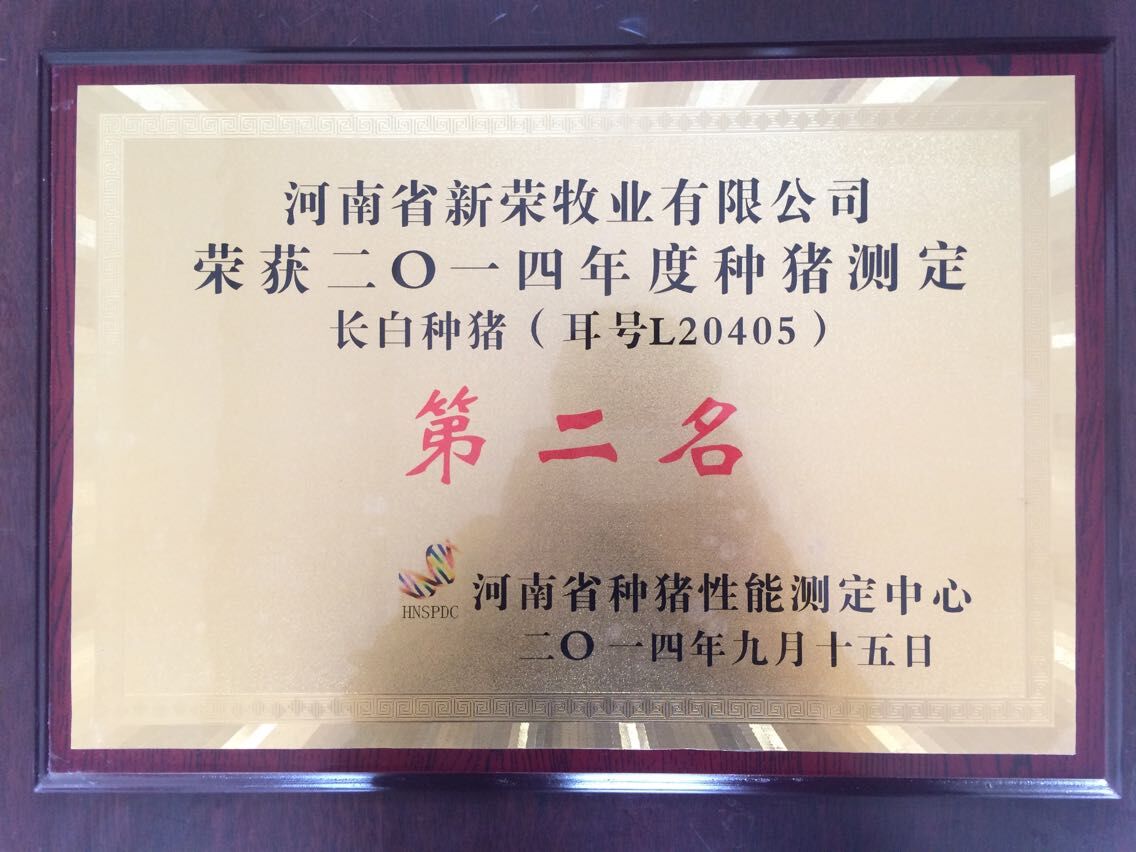 河南省新荣牧业有限公司
荣获二〇一四年度种猪测定
长白种猪（耳号L20405）
第二名
HNSPDC
河南省种猪性能测定中心
二〇一四年九月十五日